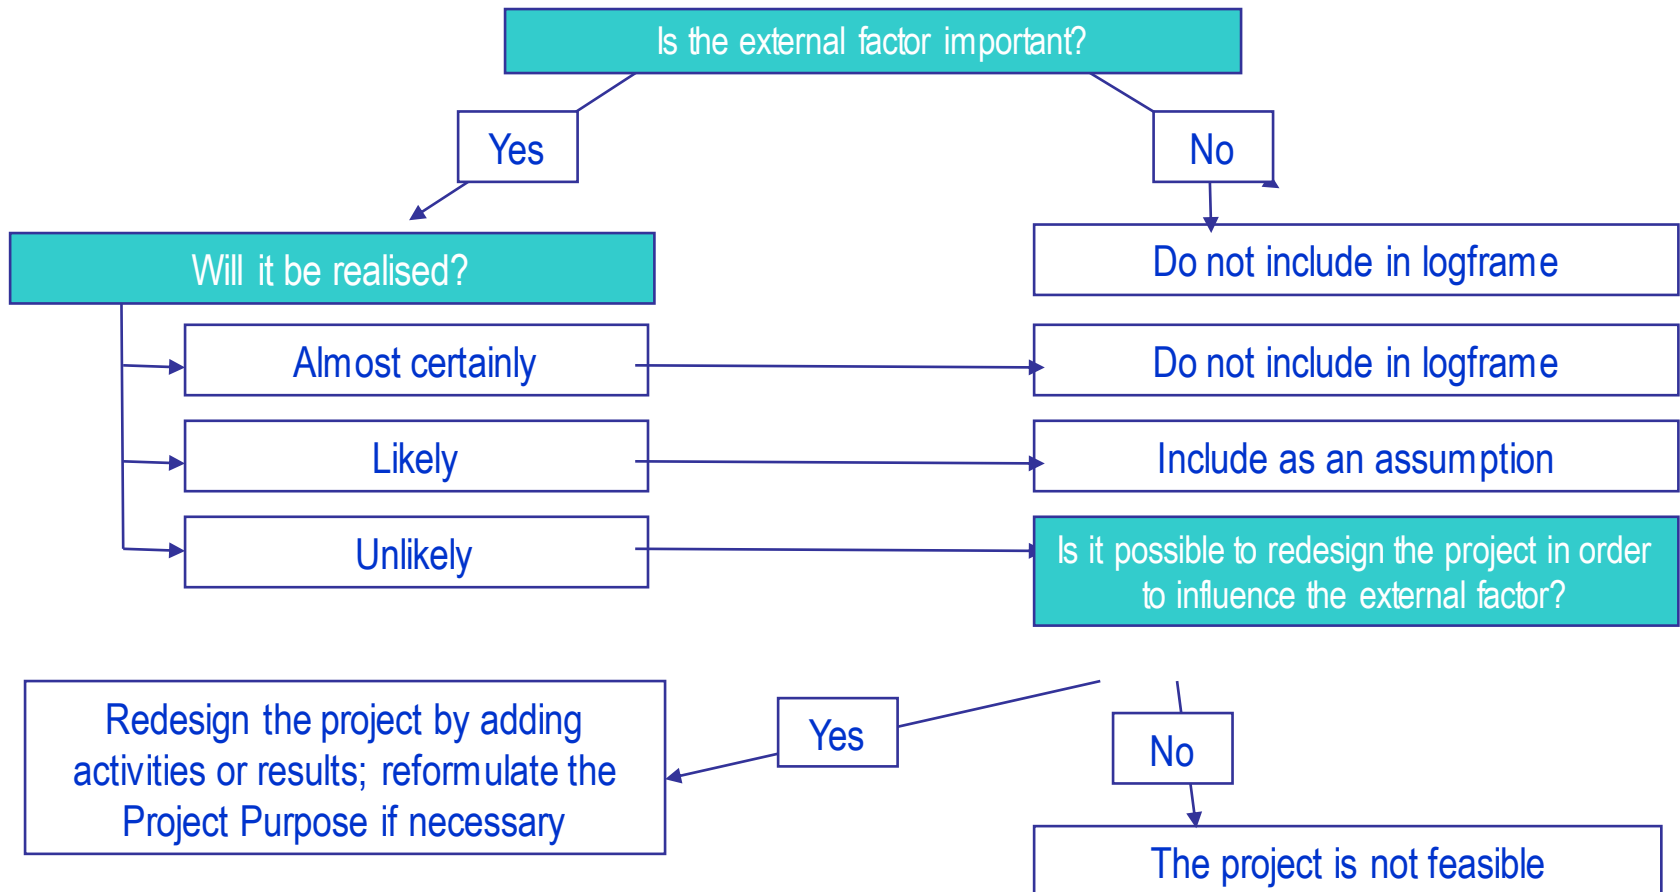 Is the external factor important?
Yes
No
Will it be realised?
Do not include in logframe
Almost certainly
Do not include in logframe
Likely
Include as an assumption
Unlikely
Is it possible to redesign the project in order
to influence the external factor?
Redesign the project by adding
activities or results; reformulate the
Project Purpose if necessary
Yes
No
The project is not feasible